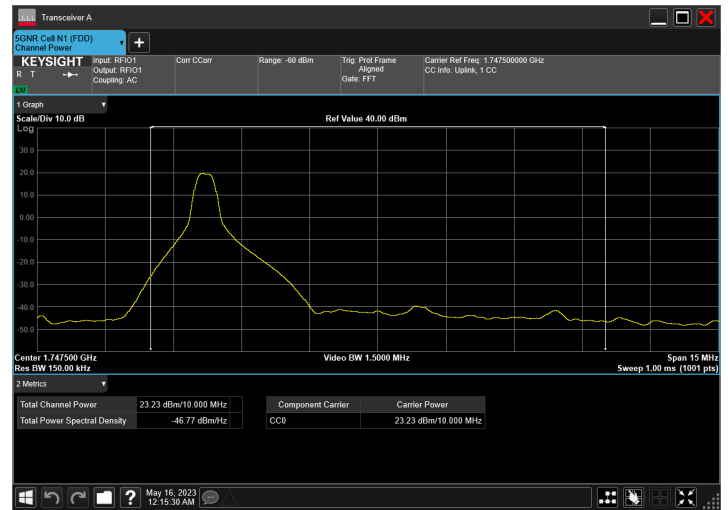 Transceiver A
5GNR Cell N1 (FDD)
Channel Power
KEYSIGHT
R T
LXI
Input: RFIO1
Output: RFIO1
Coupling: AC
Corr CCorr
Range: -60 dBm
Trig: Prot Frame
Aligned
Gate: FFT
Carrier Ref Freq: 1.747500000 GHz
CC Info: Uplink, 1 CC
1 Graph
Scale/Div 10.0 dB
Ref Value 40.00 dBm
Log
30.0
20.0
10.0
0.00
-10.0
-20.0
-30.0
-40.0
-50.0
Center 1.747500 GHz
Video BW 1.5000 MHz
Span 15 MHz
Res BW 150.00 kHz
Sweep 1.00 ms (1001 pts)
2 Metrics
Total Channel Power 23.23 dBm/10.000 MHz
Total Power Spectral Density -46.77 dBm/Hz
Component Carrier Carrier Power
CC0 23.23 dBm/10.000 MHz
?
May 16, 2023
12:15:30 AM